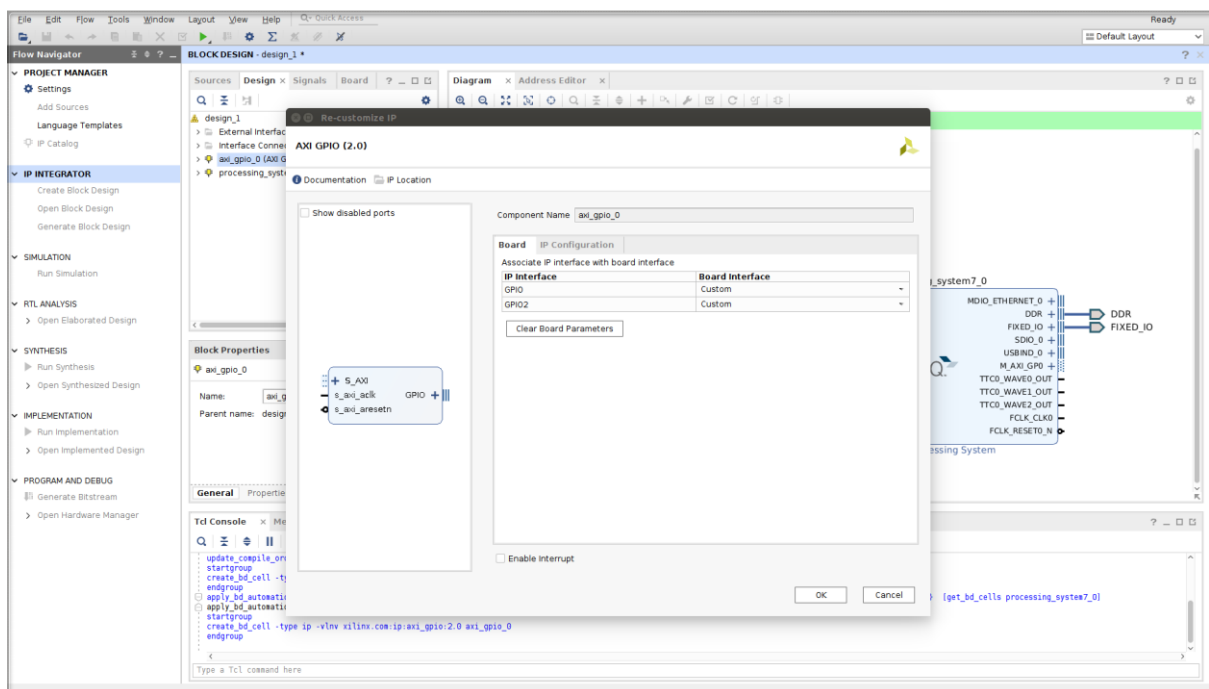 File Edit Flow Tools Window Layout View Help Q- Quick Access Ready
Default Layout
Flow Navigator ? _
BLOCK DESIGN - design_1 * ?
PROJECT MANAGER
Settings
Add Sources
Language Templates
IP Catalog
IP INTEGRATOR
Create Block Design
Open Block Design
Generate Block Design
SIMULATION
Run Simulation
RTL ANALYSIS
Open Elaborated Design
SYNTHESIS
Run Synthesis
Open Synthesized Design
IMPLEMENTATION
Run Implementation
Open Implemented Design
PROGRAM AND DEBUG
Generate Bitstream
Open Hardware Manager
Sources Design × Signals Board ? _
design_1
External Interfac
Interface Connec
axi_gpio_0 (AXI G
processing_syste
Block Properties
axi_gpio_0
Name: axi_g
Parent name: design
General Propertie
Diagram × Address Editor × ?
_system7_0
MDIO_ETHERNET_0 +
DDR +
FIXED_IO +
SDIO_0 +
USBIND_0 +
M_AXI_GP0 +
TTC0_WAVE0_OUT
TTC0_WAVE1_OUT
TTC0_WAVE2_OUT
FCLK_CLK0
FCLK_RESET0_N
DDR
FIXED_IO
essing System
Re-customize IP
AXI GPIO (2.0)
Documentation IP Location
Show disabled ports
+ S_AXI
s_axi_aclk
s_axi_aresetn
GPIO +
Component Name axi_gpio_0
Board IP Configuration
Associate IP interface with board interface
IP Interface Board Interface
GPIO Custom
GPIO2 Custom
Clear Board Parameters
Enable Interrupt
OK Cancel
Tcl Console × Me ? _
update_compile_ord
startgroup
create_bd_cell -ty
endgroup
apply_bd_automatio } [get_bd_cells processing_system7_0]
apply_bd_automatio
startgroup
create_bd_cell -type ip -vlnv xilinx.com:ip:axi_gpio:2.0 axi_gpio_0
endgroup
Type a Tcl command here